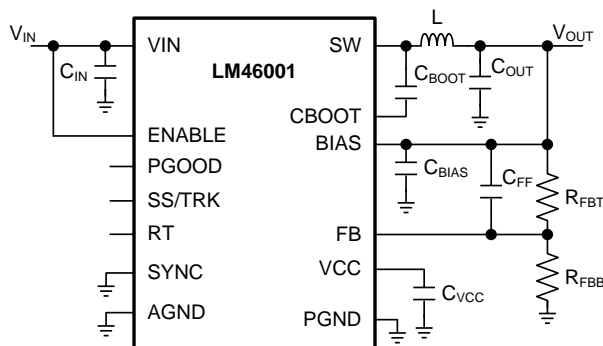 VIN
VIN
SW
L
VOUT
CIN
LM46001
CBOOT
COUT
CBOOT
ENABLE
BIAS
PGOOD
CBIAS
CFF
RFBT
SS/TRK
RT
FB
SYNC
VCC
CVCC
RFBB
AGND
PGND